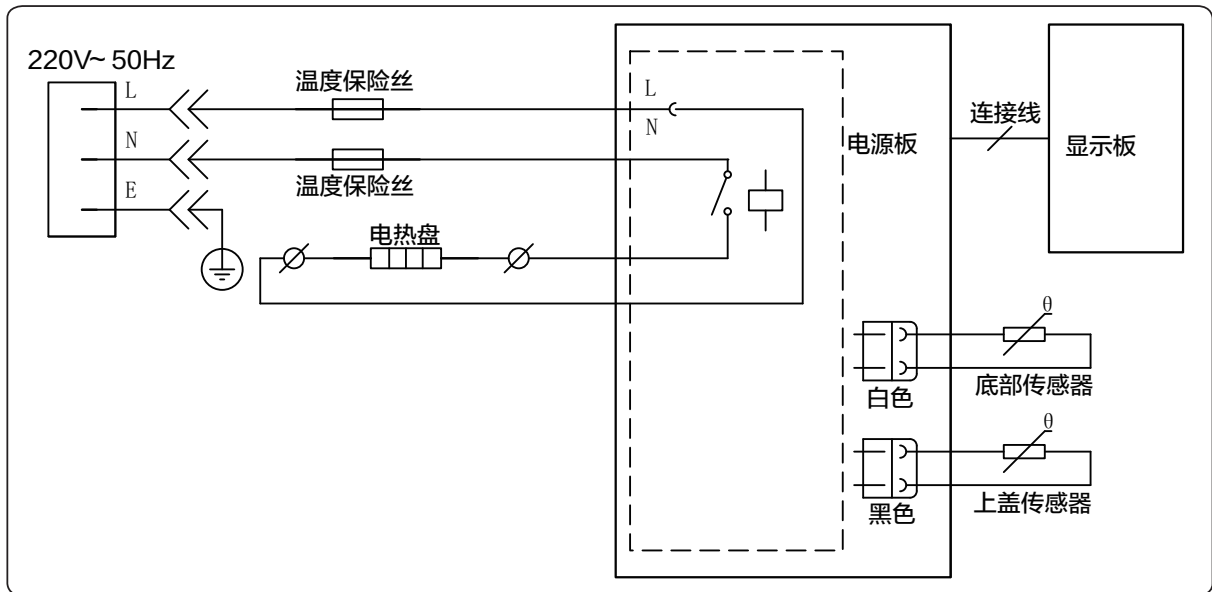 220V~ 50Hz
L
N
E
温度保险丝
温度保险丝
电热盘
L
N
电源板
连接线
显示板
θ
底部传感器
白色
θ
上盖传感器
黑色